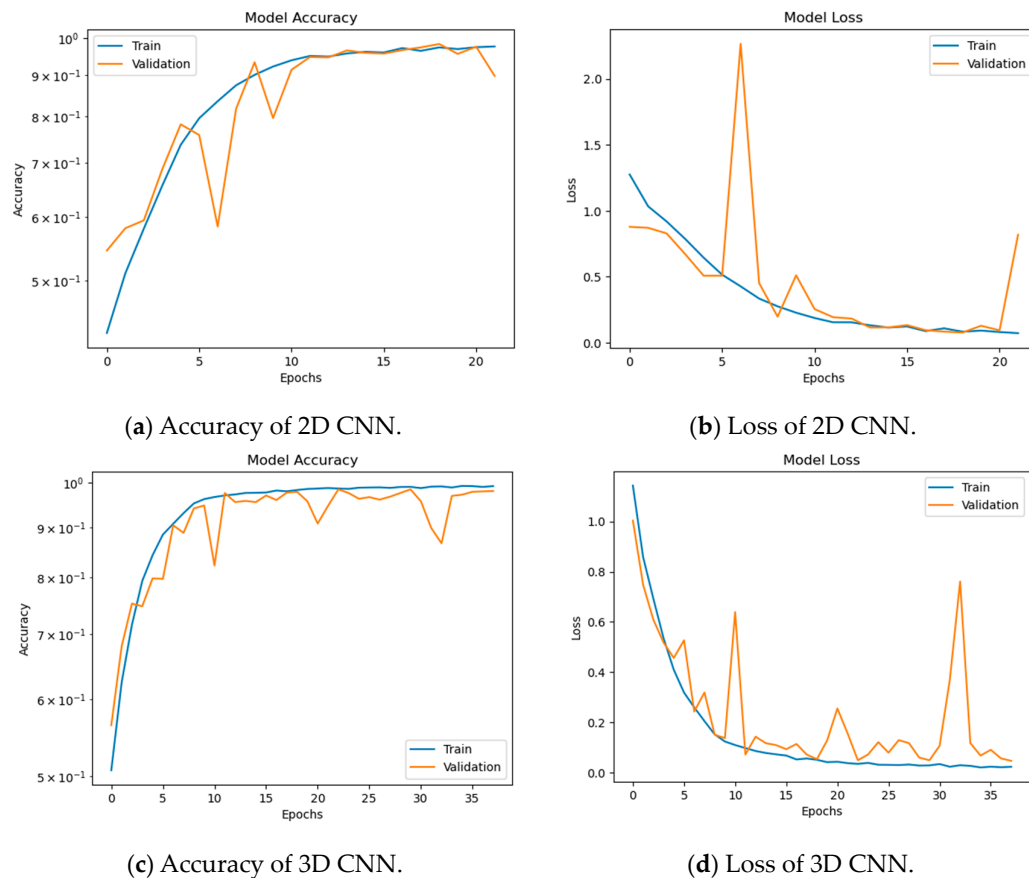 Model Accuracy
10⁰
9 × 10⁻¹
8 × 10⁻¹
7 × 10⁻¹
6 × 10⁻¹
5 × 10⁻¹
Accuracy
Train
Validation
0 5 10 15 20
Epochs
(a) Accuracy of 2D CNN.
Model Loss
2.0
1.5
1.0
0.5
0.0
Loss
Train
Validation
0 5 10 15 20
Epochs
(b) Loss of 2D CNN.
Model Accuracy
10⁰
9 × 10⁻¹
8 × 10⁻¹
7 × 10⁻¹
6 × 10⁻¹
5 × 10⁻¹
Accuracy
Train
Validation
0 5 10 15 20 25 30 35
Epochs
(c) Accuracy of 3D CNN.
Model Loss
1.0
0.8
0.6
0.4
0.2
0.0
Loss
Train
Validation
0 5 10 15 20 25 30 35
Epochs
(d) Loss of 3D CNN.